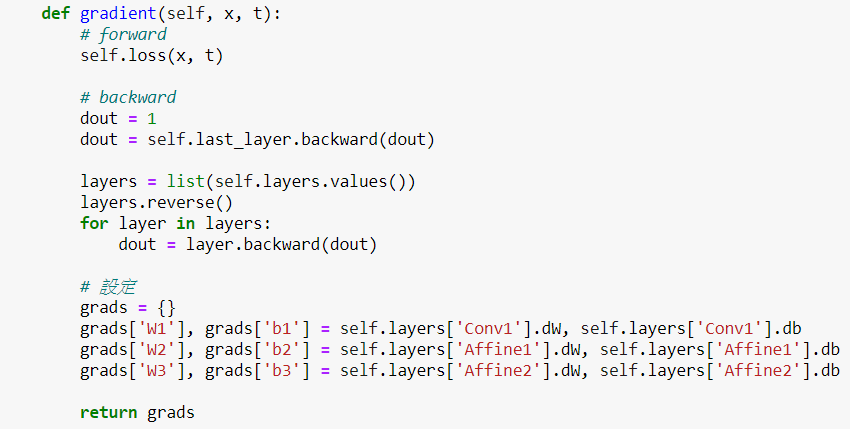 def gradient(self, x, t):
# forward
self.loss(x, t)
# backward
dout = 1
dout = self.last_layer.backward(dout)
layers = list(self.layers.values())
layers.reverse()
for layer in layers:
dout = layer.backward(dout)
# 設定
grads = {}
grads['W1'], grads['b1'] = self.layers['Conv1'].dW, self.layers['Conv1'].db
grads['W2'], grads['b2'] = self.layers['Affine1'].dW, self.layers['Affine1'].db
grads['W3'], grads['b3'] = self.layers['Affine2'].dW, self.layers['Affine2'].db
return grads